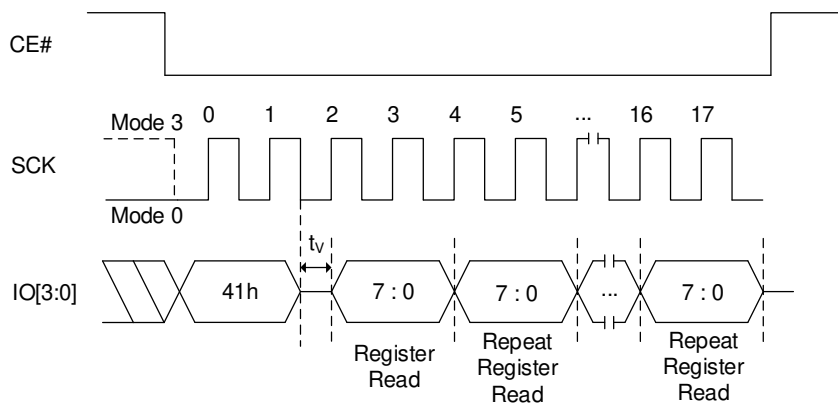 CE#
0 1 2 3 4 5 ... 16 17
Mode 3
SCK
Mode 0
tV
IO[3:0]
41h
7 : 0
7 : 0
...
7 : 0
Register
Read
Repeat
Register
Read
Repeat
Register
Read